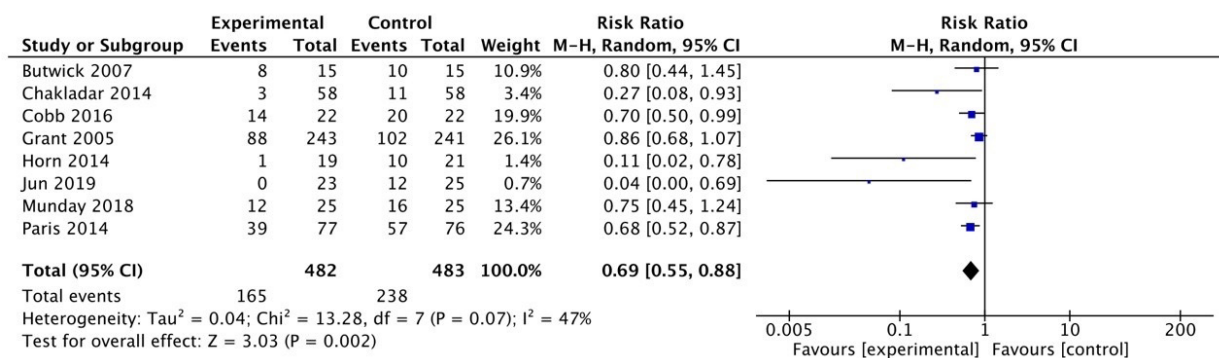 Experimental Control Risk Ratio Risk Ratio
Study or Subgroup Events Total Events Total Weight M-H, Random, 95% CI M-H, Random, 95% CI
Butwick 2007 8 15 10 15 10.9% 0.80 [0.44, 1.45]
Chakladar 2014 3 58 11 58 3.4% 0.27 [0.08, 0.93]
Cobb 2016 14 22 20 22 19.9% 0.70 [0.50, 0.99]
Grant 2005 88 243 102 241 26.1% 0.86 [0.68, 1.07]
Horn 2014 1 19 10 21 1.4% 0.11 [0.02, 0.78]
Jun 2019 0 23 12 25 0.7% 0.04 [0.00, 0.69]
Munday 2018 12 25 16 25 13.4% 0.75 [0.45, 1.24]
Paris 2014 39 77 57 76 24.3% 0.68 [0.52, 0.87]
Total (95% CI) 482 483 100.0% 0.69 [0.55, 0.88]
Total events 165 238
Heterogeneity: Tau² = 0.04; Chi² = 13.28, df = 7 (P = 0.07); I² = 47%
Test for overall effect: Z = 3.03 (P = 0.002)
0.005 0.1 1 10 200
Favours [experimental] Favours [control]